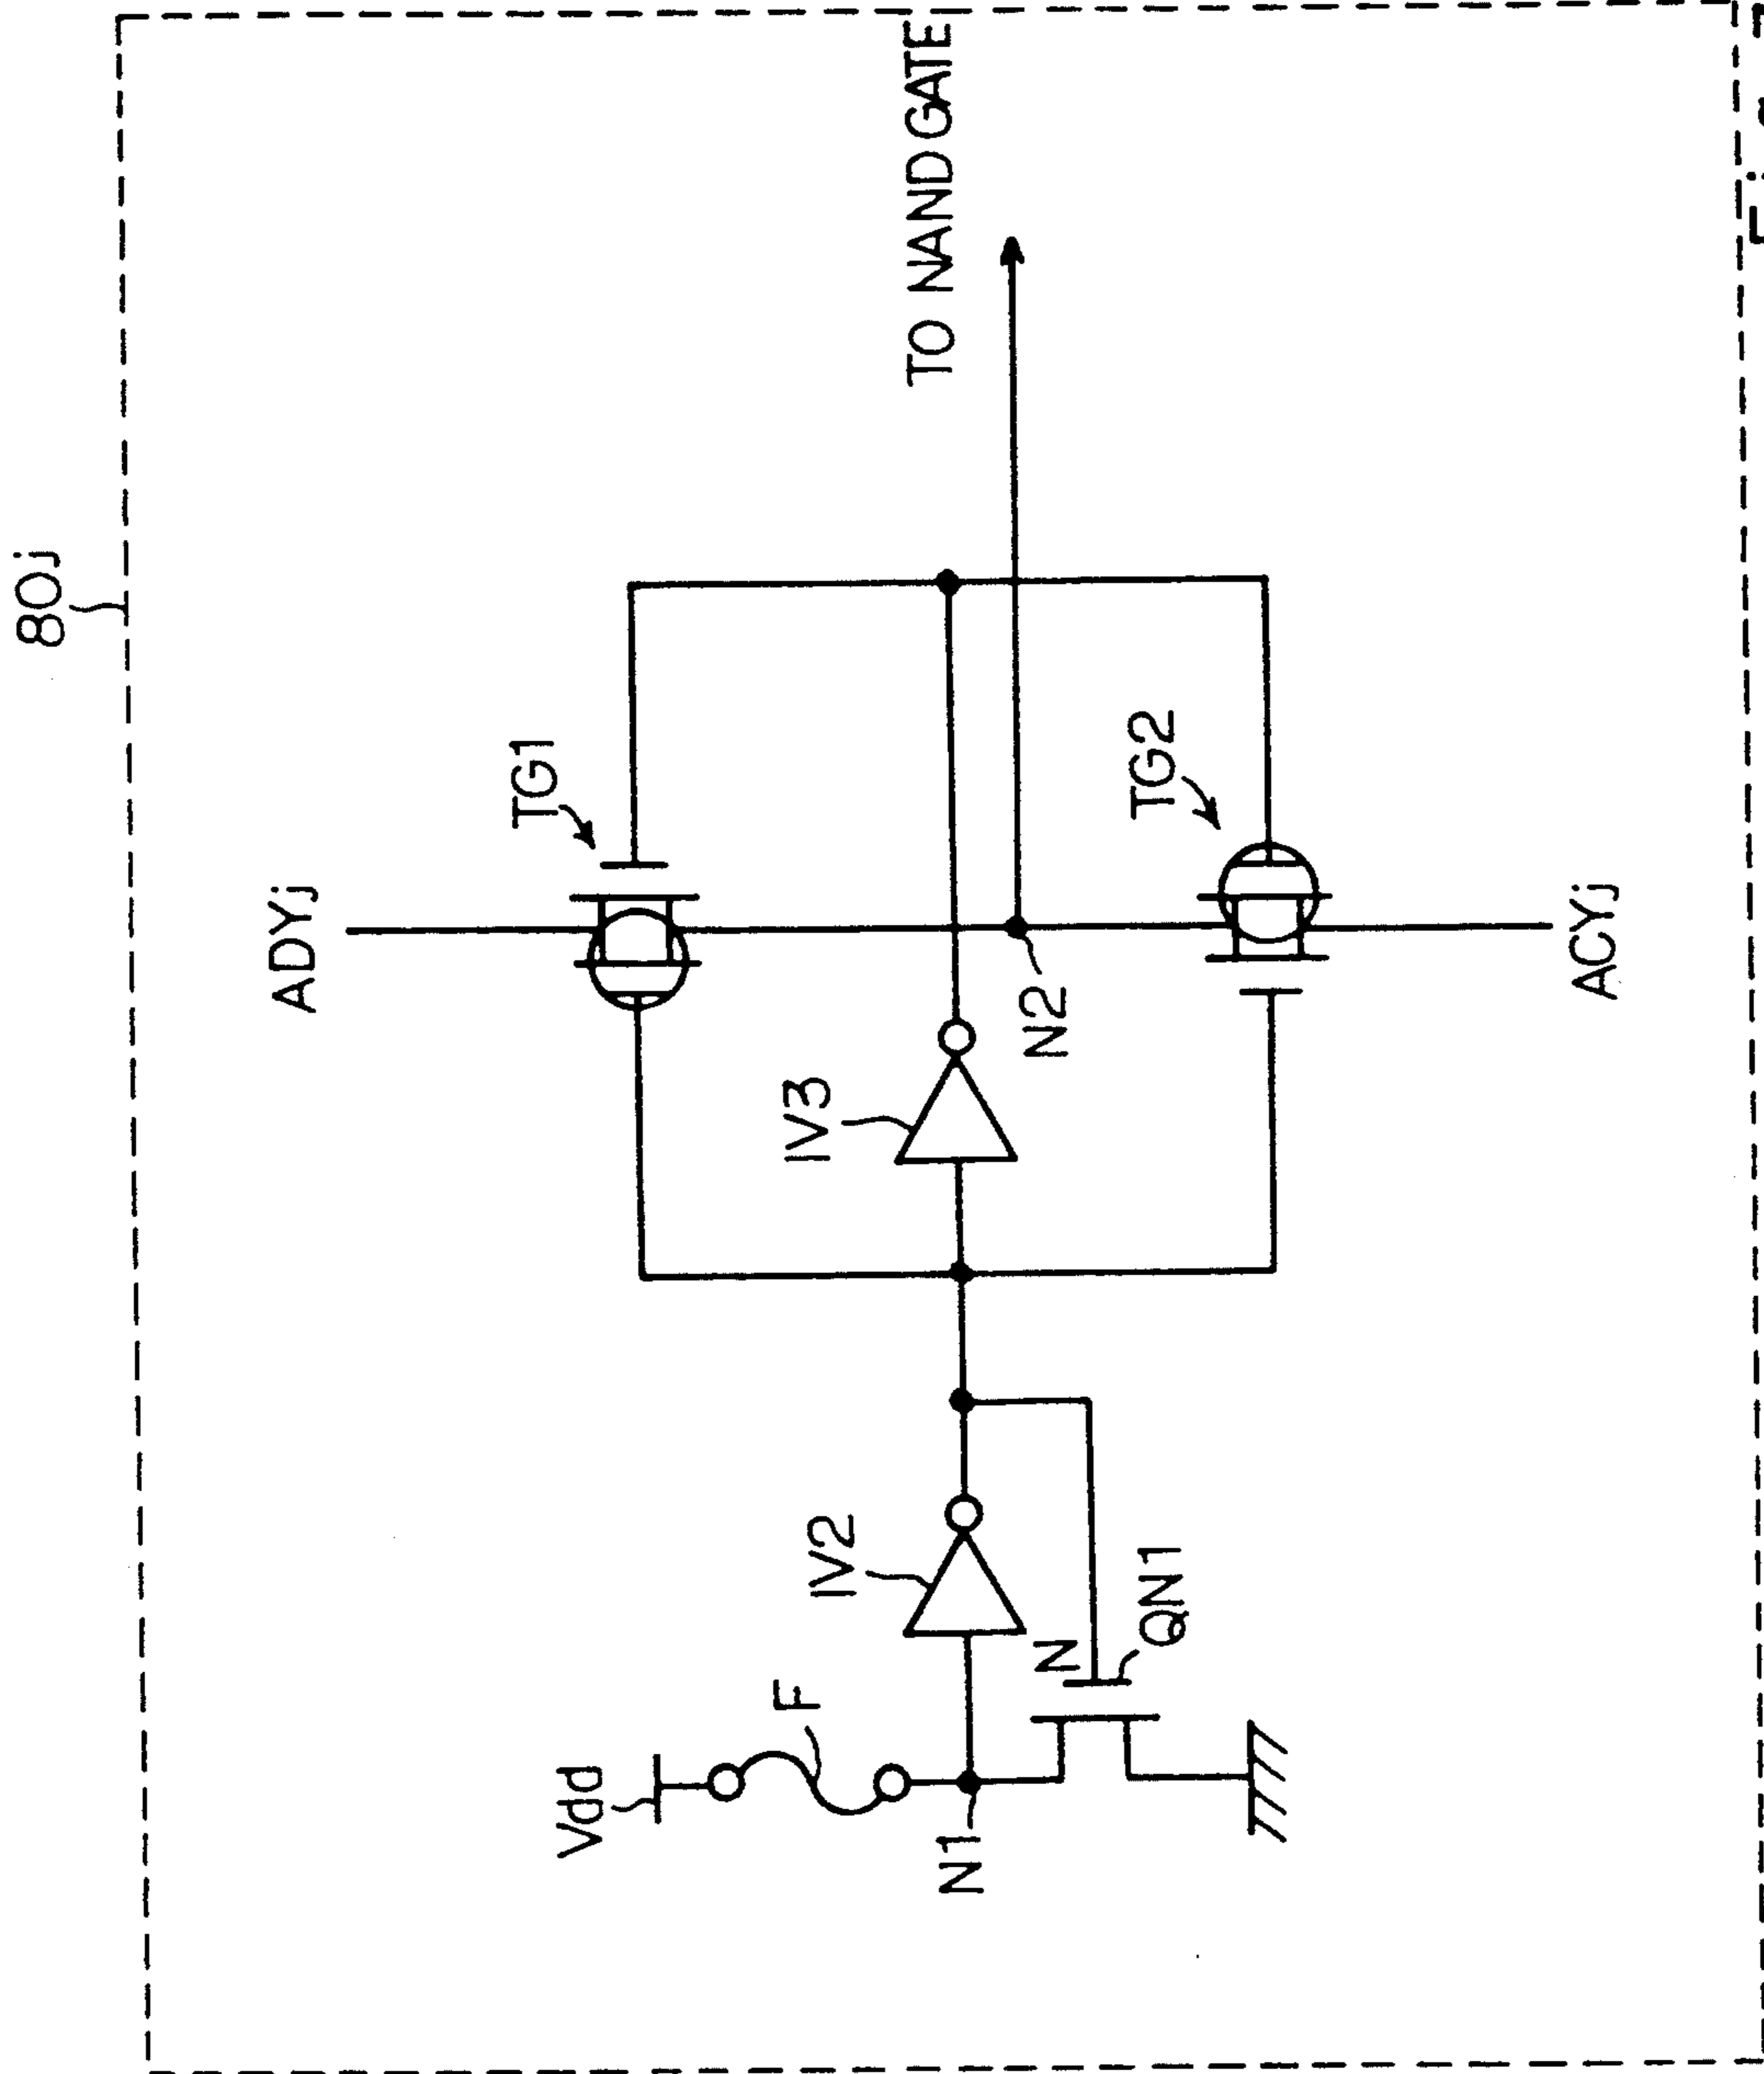 80j
ADYj
TG1
TO NAND GATE
IV3
N2
TG2
ACYj
Vdd
F
IV2
N1
N
QN1